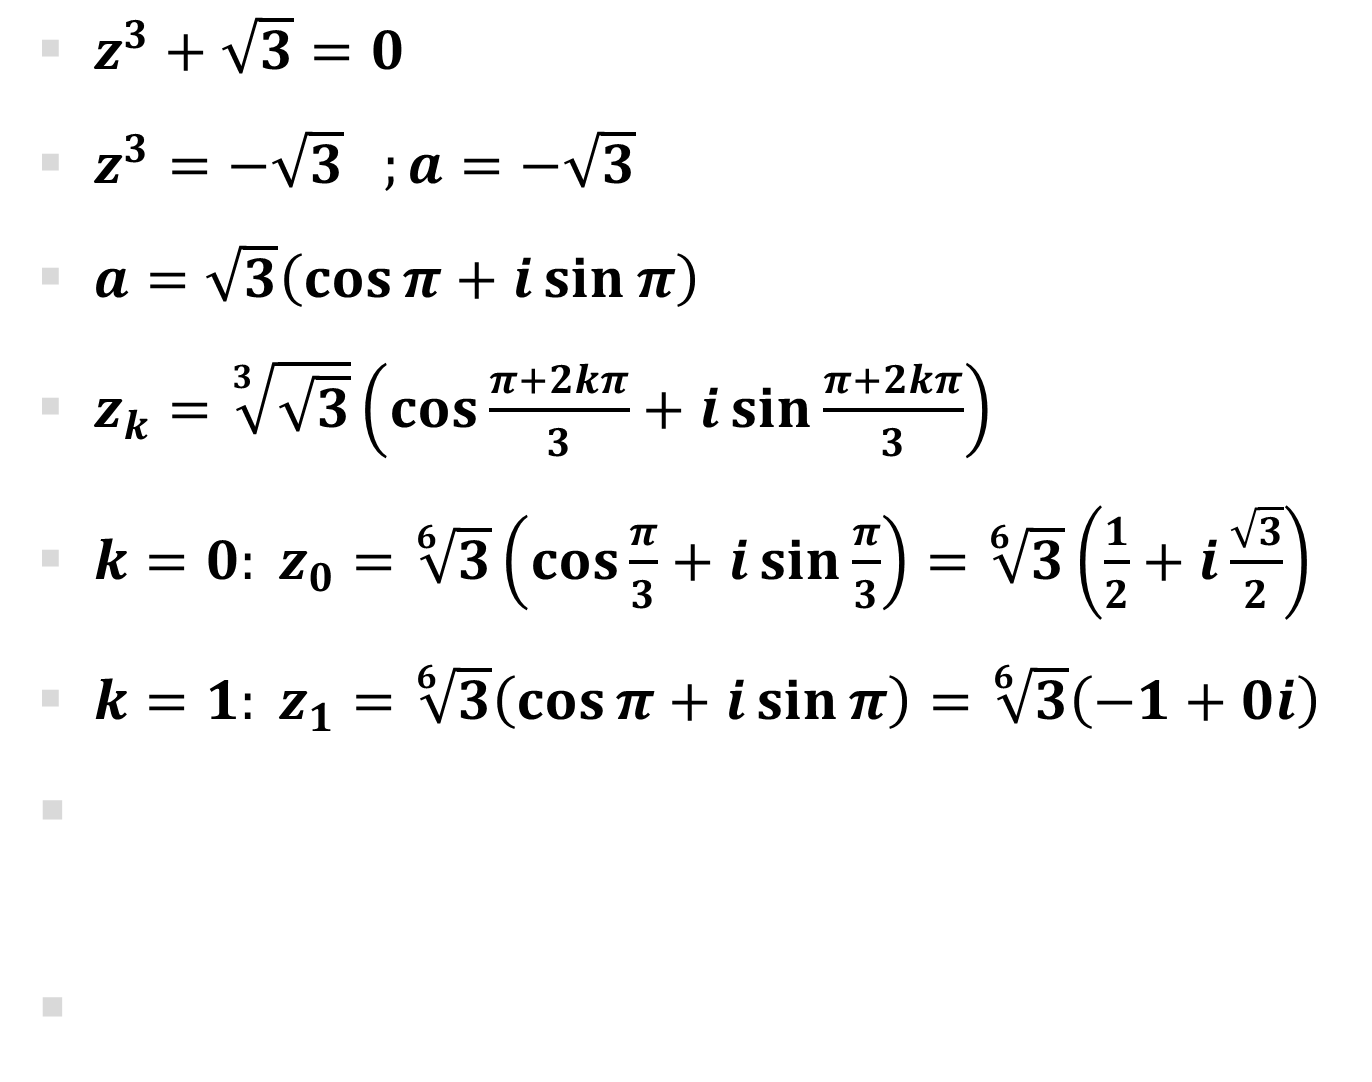 ▪ z³ + √3 = 0
▪ z³ = −√3 ; a = −√3
▪ a = √3(cos π + i sin π)
▪ zₖ = ∛(√3) (cos (π+2kπ)/3 + i sin (π+2kπ)/3)
▪ k = 0: z₀ = ⁶√3 (cos π/3 + i sin π/3) = ⁶√3 (1/2 + i √3/2)
▪ k = 1: z₁ = ⁶√3(cos π + i sin π) = ⁶√3(−1 + 0i)
▪
▪